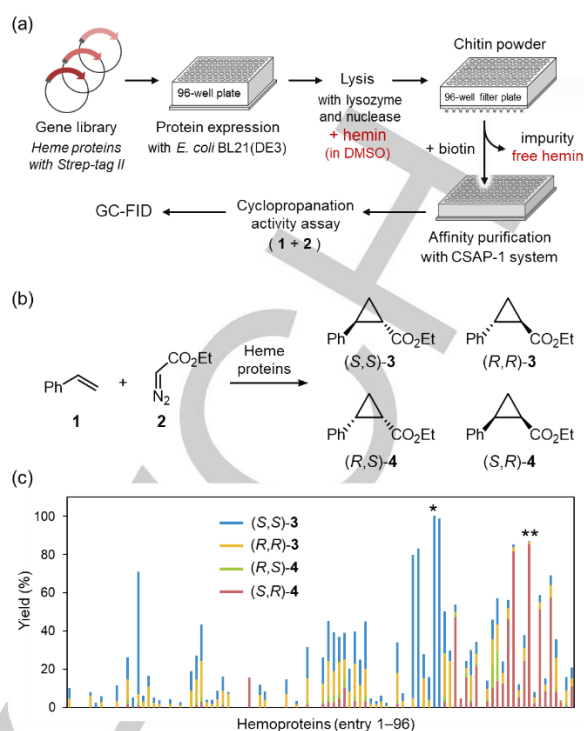 (a)
Gene library
Heme proteins
with Strep-tag II
96-well plate
Protein expression
with E. coli BL21(DE3)
Lysis
with lysozyme
and nuclease
+ hemin
(in DMSO)
Chitin powder
96-well filter plate
+ biotin
impurity
free hemin
Affinity purification
with CSAP-1 system
Cyclopropanation
activity assay
(1 + 2)
GC-FID
(b)
Ph
1
+
CO₂Et
N₂
2
Heme
proteins
Ph
CO₂Et
(S,S)-3
Ph
CO₂Et
(R,R)-3
Ph
CO₂Et
(R,S)-4
Ph
CO₂Et
(S,R)-4
(c)
Yield (%)
100
80
60
40
20
0
(S,S)-3
(R,R)-3
(R,S)-4
(S,R)-4
*
**
Hemoproteins (entry 1–96)